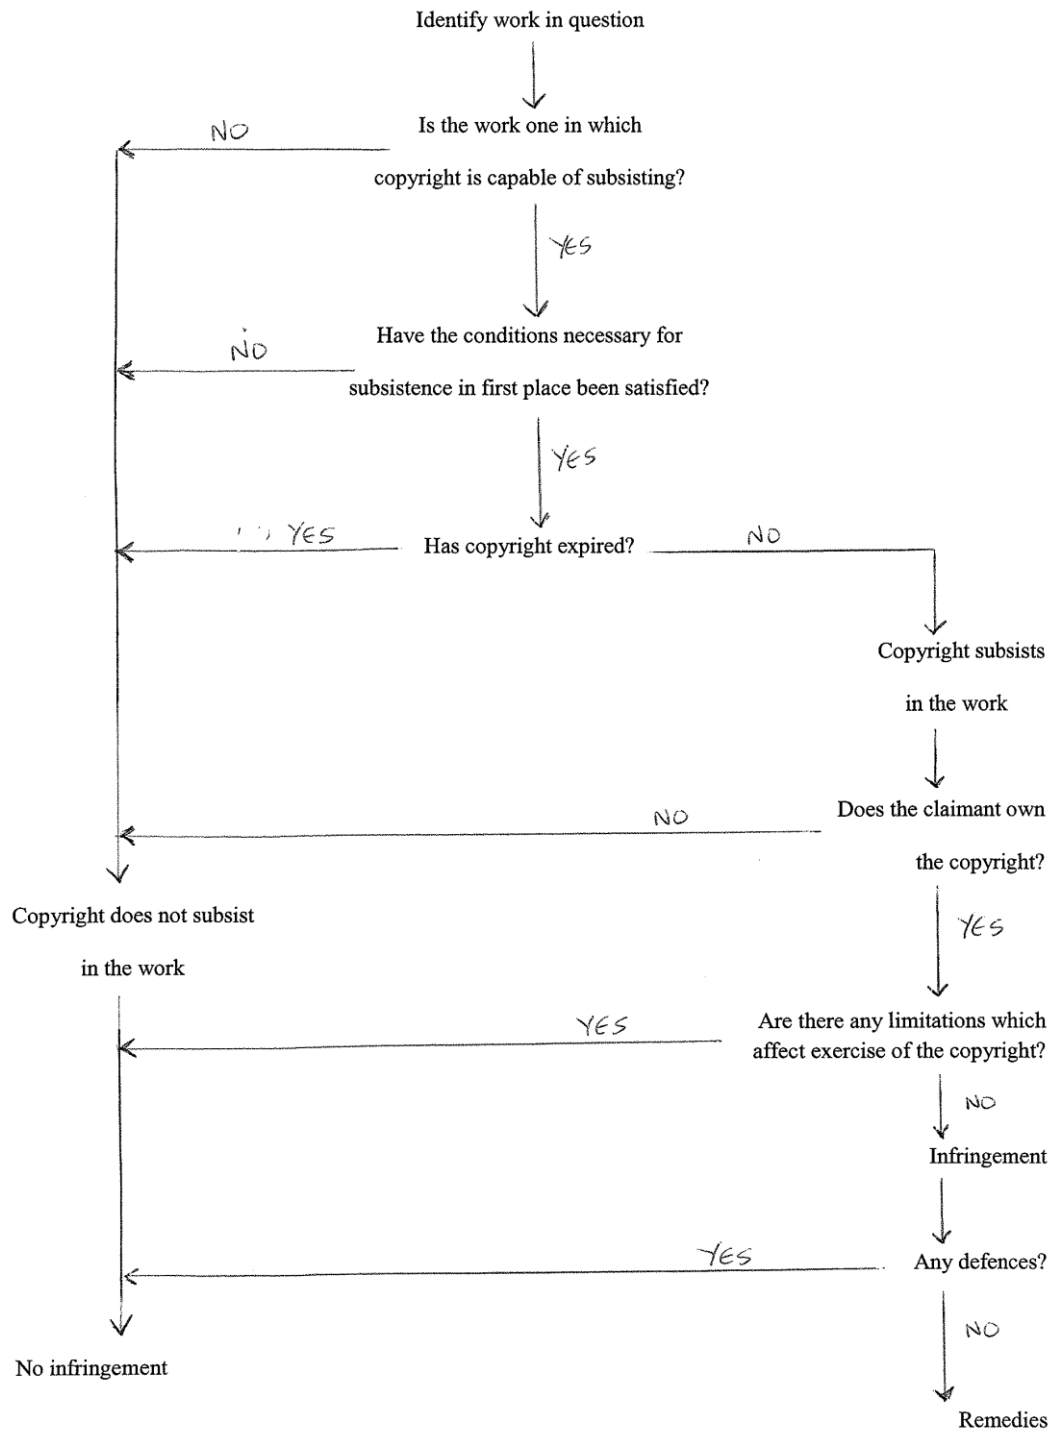 Identify work in question
NO
Is the work one in which
copyright is capable of subsisting?
YES
NO
Have the conditions necessary for
subsistence in first place been satisfied?
YES
YES
Has copyright expired?
NO
Copyright subsists
in the work
Does the claimant own
NO
the copyright?
Copyright does not subsist
YES
in the work
Are there any limitations which
YES
affect exercise of the copyright?
NO
Infringement
YES
Any defences?
NO
No infringement
Remedies